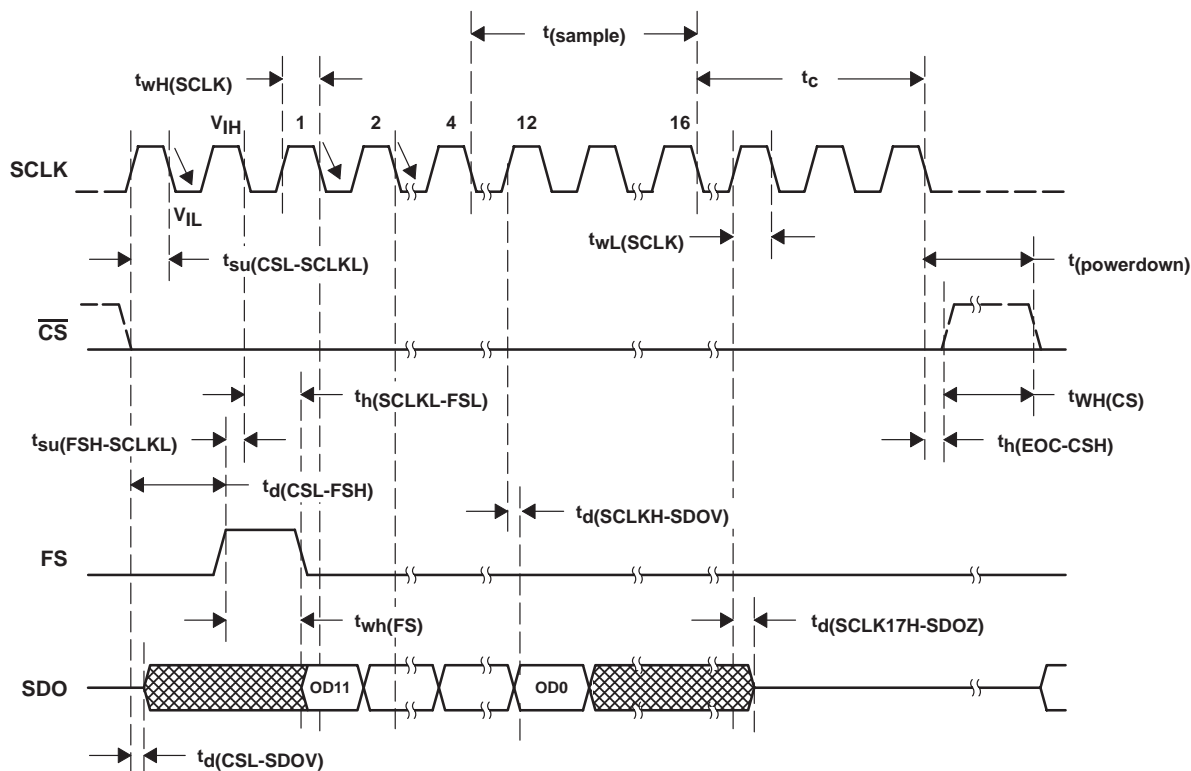 t(sample)
twH(SCLK)
tc
VIH
1
2
4
12
16
SCLK
VIL
twL(SCLK)
tsu(CSL-SCLKL)
t(powerdown)
CS
th(SCLKL-FSL)
tWH(CS)
tsu(FSH-SCLKL)
th(EOC-CSH)
td(CSL-FSH)
td(SCLKH-SDOV)
FS
twh(FS)
td(SCLK17H-SDOZ)
SDO
OD11
OD0
td(CSL-SDOV)